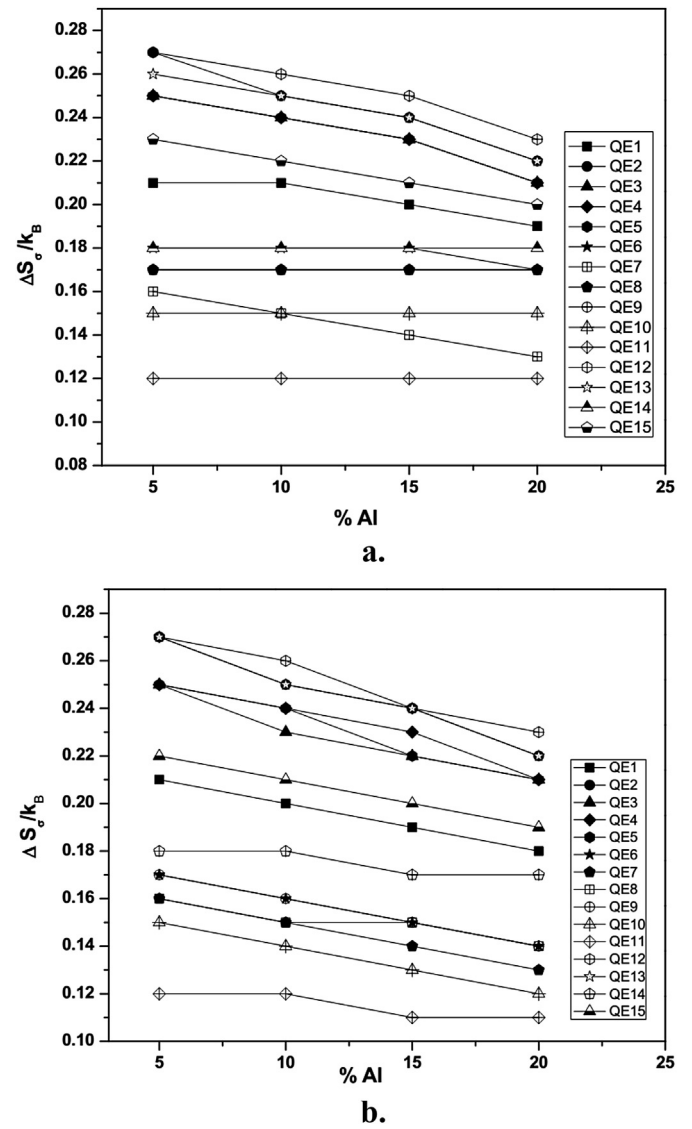 0.28
0.26
0.24
0.22
0.20
0.18
0.16
0.14
0.12
0.10
0.08
ΔSσ/kB
5
10
15
20
25
% Al
QE1
QE2
QE3
QE4
QE5
QE6
QE7
QE8
QE9
QE10
QE11
QE12
QE13
QE14
QE15
a.
0.28
0.26
0.24
0.22
0.20
0.18
0.16
0.14
0.12
0.10
Δ Sσ/kB
5
10
15
20
25
% Al
QE1
QE2
QE3
QE4
QE5
QE6
QE7
QE8
QE9
QE10
QE11
QE12
QE13
QE14
QE15
b.